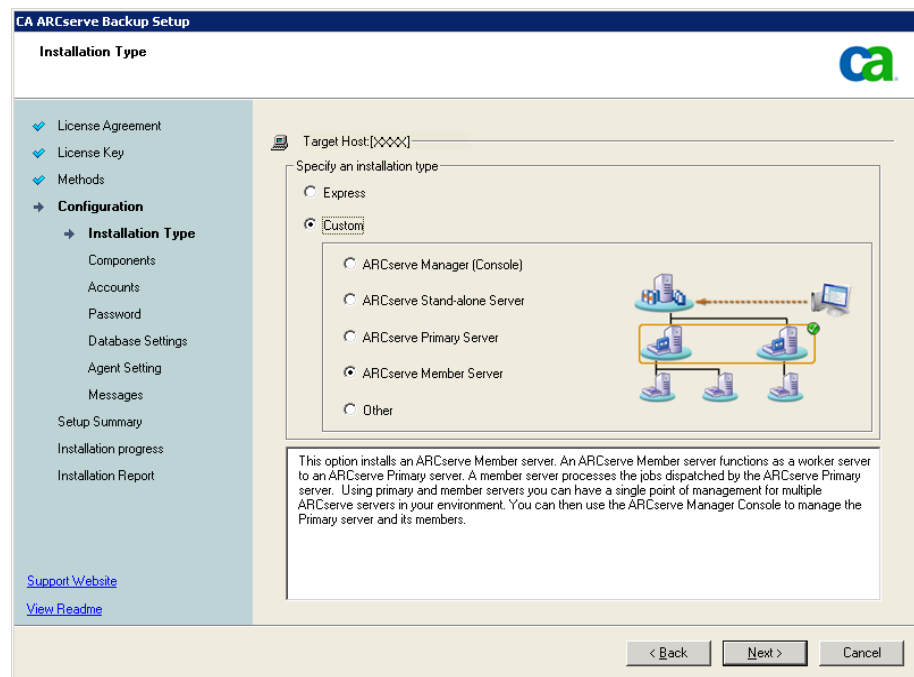 CA ARCserve Backup Setup
Installation Type
ca
License Agreement
License Key
Methods
Configuration
Installation Type
Components
Accounts
Password
Database Settings
Agent Setting
Messages
Setup Summary
Installation progress
Installation Report
Support Website
View Readme
Target Host:[XXXX]
Specify an installation type
Express
Custom
ARCserve Manager (Console)
ARCserve Stand-alone Server
ARCserve Primary Server
ARCserve Member Server
Other
This option installs an ARCserve Member server. An ARCserve Member server functions as a worker server
to an ARCserve Primary server. A member server processes the jobs dispatched by the ARCserve Primary
server. Using primary and member servers you can have a single point of management for multiple
ARCserve servers in your environment. You can then use the ARCserve Manager Console to manage the
Primary server and its members.
< Back
Next >
Cancel